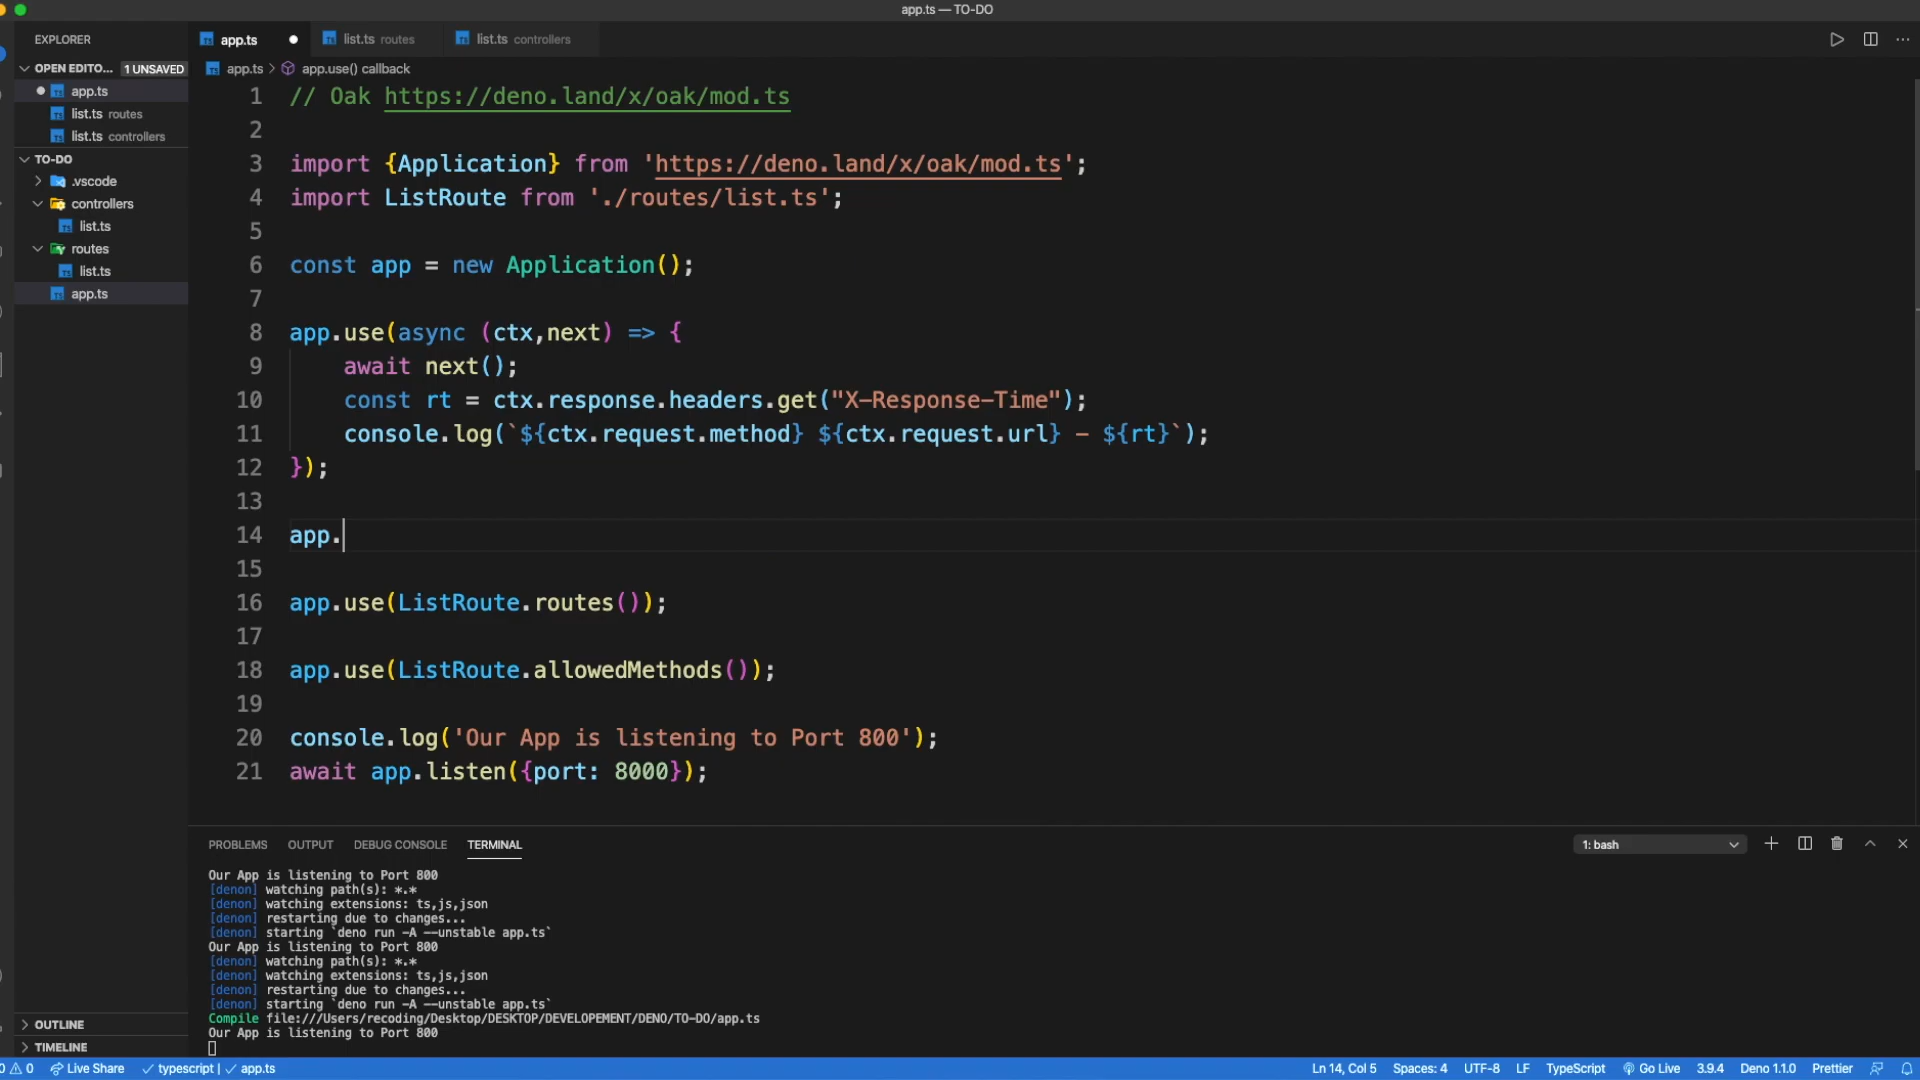 app.ts — TO-DO
EXPLORER
app.ts
list.ts routes
list.ts controllers
OPEN EDITO... 1 UNSAVED
app.ts > app.use() callback
app.ts
list.ts routes
list.ts controllers
TO-DO
.vscode
controllers
list.ts
routes
list.ts
app.ts
1 // Oak https://deno.land/x/oak/mod.ts
2
3 import {Application} from 'https://deno.land/x/oak/mod.ts';
4 import ListRoute from './routes/list.ts';
5
6 const app = new Application();
7
8 app.use(async (ctx,next) => {
9 await next();
10 const rt = ctx.response.headers.get("X-Response-Time");
11 console.log(`${ctx.request.method} ${ctx.request.url} - ${rt}`);
12 });
13
14 app.
15
16 app.use(ListRoute.routes());
17
18 app.use(ListRoute.allowedMethods());
19
20 console.log('Our App is listening to Port 800');
21 await app.listen({port: 8000});
PROBLEMS OUTPUT DEBUG CONSOLE TERMINAL
1: bash
Our App is listening to Port 800
[denon] watching path(s): *.*
[denon] watching extensions: ts,js,json
[denon] restarting due to changes...
[denon] starting `deno run -A --unstable app.ts`
Our App is listening to Port 800
[denon] watching path(s): *.*
[denon] watching extensions: ts,js,json
[denon] restarting due to changes...
[denon] starting `deno run -A --unstable app.ts`
Compile file:///Users/recoding/Desktop/DESKTOP/DEVELOPEMENT/DENO/TO-DO/app.ts
Our App is listening to Port 800
OUTLINE
TIMELINE
0 0 Live Share typescript | app.ts
Ln 14, Col 5 Spaces: 4 UTF-8 LF TypeScript Go Live 3.9.4 Deno 1.1.0 Prettier